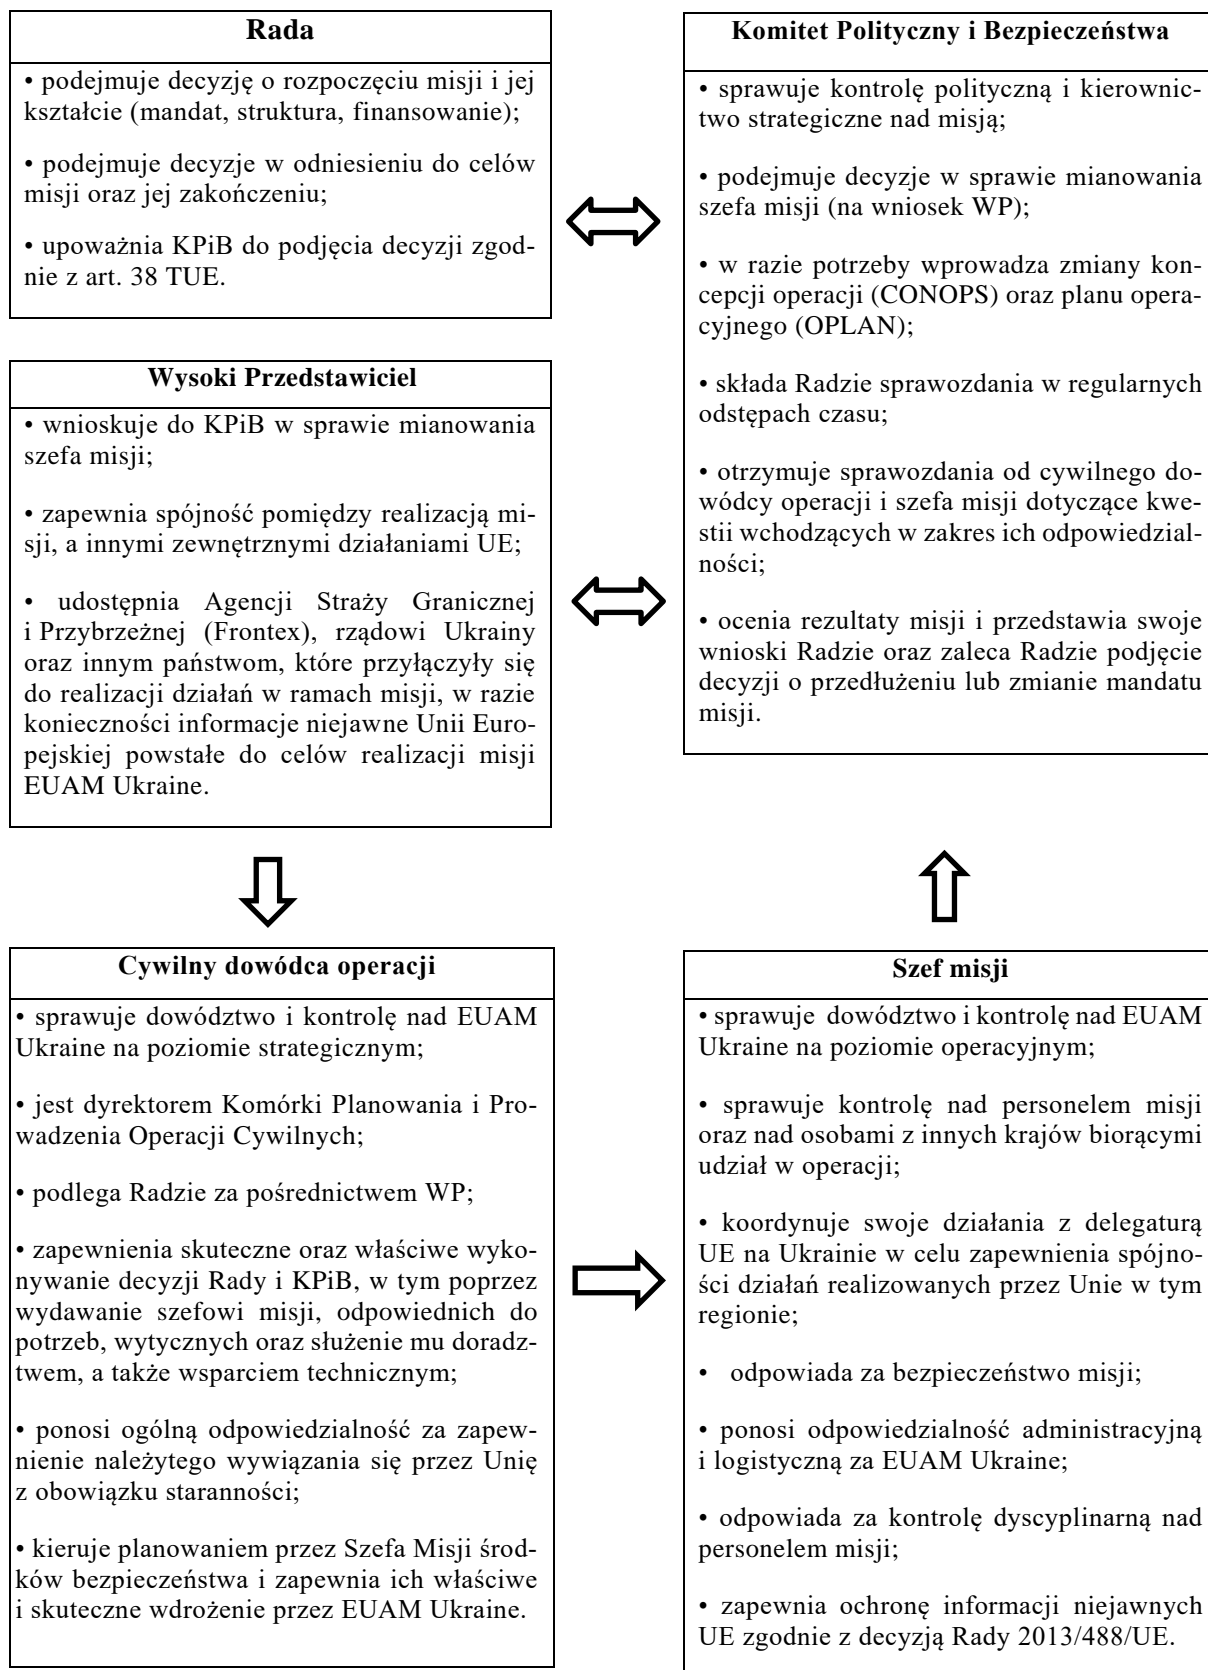 Rada
• podejmuje decyzję o rozpoczęciu misji i jej
kształcie (mandat, struktura, finansowanie);
• podejmuje decyzje w odniesieniu do celów
misji oraz jej zakończeniu;
• upoważnia KPiB do podjęcia decyzji zgod-
nie z art. 38 TUE.
Komitet Polityczny i Bezpieczeństwa
• sprawuje kontrolę polityczną i kierownic-
two strategiczne nad misją;
• podejmuje decyzje w sprawie mianowania
szefa misji (na wniosek WP);
• w razie potrzeby wprowadza zmiany kon-
cepcji operacji (CONOPS) oraz planu opera-
cyjnego (OPLAN);
• składa Radzie sprawozdania w regularnych
odstępach czasu;
• otrzymuje sprawozdania od cywilnego do-
wódcy operacji i szefa misji dotyczące kwe-
stii wchodzących w zakres ich odpowiedzial-
ności;
• ocenia rezultaty misji i przedstawia swoje
wnioski Radzie oraz zaleca Radzie podjęcie
decyzji o przedłużeniu lub zmianie mandatu
misji.
Wysoki Przedstawiciel
• wnioskuje do KPiB w sprawie mianowania
szefa misji;
• zapewnia spójność pomiędzy realizacją mi-
sji, a innymi zewnętrznymi działaniami UE;
• udostępnia Agencji Straży Granicznej
i Przybrzeżnej (Frontex), rządowi Ukrainy
oraz innym państwom, które przyłączyły się
do realizacji działań w ramach misji, w razie
konieczności informacje niejawne Unii Euro-
pejskiej powstałe do celów realizacji misji
EUAM Ukraine.
Cywilny dowódca operacji
• sprawuje dowództwo i kontrolę nad EUAM
Ukraine na poziomie strategicznym;
• jest dyrektorem Komórki Planowania i Pro-
wadzenia Operacji Cywilnych;
• podlega Radzie za pośrednictwem WP;
• zapewnienia skuteczne oraz właściwe wyko-
nywanie decyzji Rady i KPiB, w tym poprzez
wydawanie szefowi misji, odpowiednich do
potrzeb, wytycznych oraz służenie mu doradz-
twem, a także wsparciem technicznym;
• ponosi ogólną odpowiedzialność za zapew-
nienie należytego wywiązania się przez Unię
z obowiązku staranności;
• kieruje planowaniem przez Szefa Misji środ-
ków bezpieczeństwa i zapewnia ich właściwe
i skuteczne wdrożenie przez EUAM Ukraine.
Szef misji
• sprawuje dowództwo i kontrolę nad EUAM
Ukraine na poziomie operacyjnym;
• sprawuje kontrolę nad personelem misji
oraz nad osobami z innych krajów biorącymi
udział w operacji;
• koordynuje swoje działania z delegaturą
UE na Ukrainie w celu zapewnienia spójno-
ści działań realizowanych przez Unie w tym
regionie;
• odpowiada za bezpieczeństwo misji;
• ponosi odpowiedzialność administracyjną
i logistyczną za EUAM Ukraine;
• odpowiada za kontrolę dyscyplinarną nad
personelem misji;
• zapewnia ochronę informacji niejawnych
UE zgodnie z decyzją Rady 2013/488/UE.